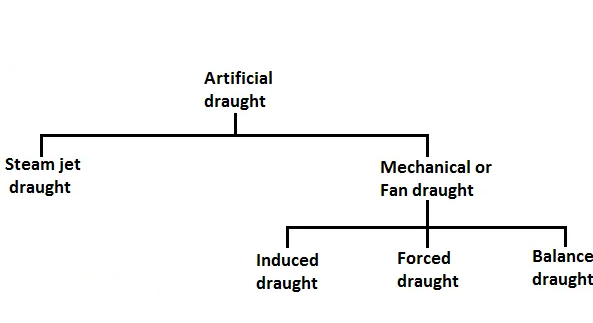 Artificial
draught
Steam jet
draught
Mechanical or
Fan draught
Induced
draught
Forced
draught
Balance
draught